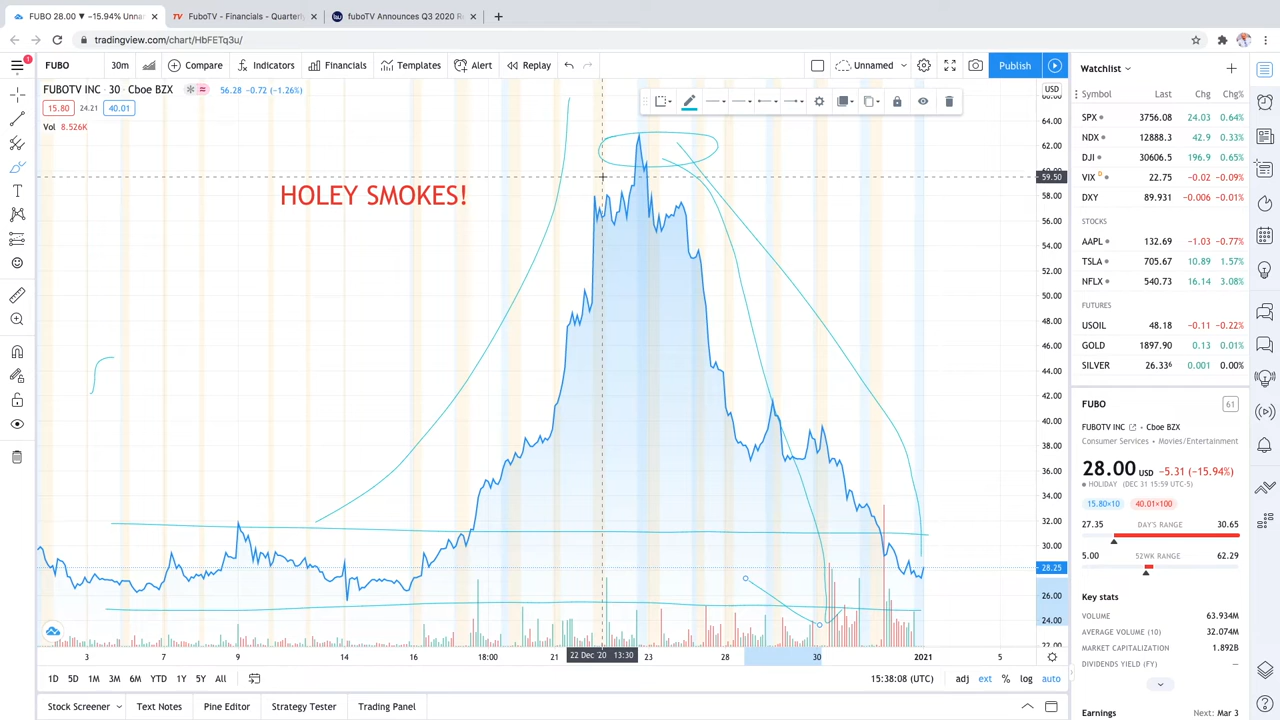 FUBO 28.00 ▼ −15.94% Unna
FuboTV - Financials - Quarterly
fuboTV Announces Q3 2020 R
tradingview.com/chart/HbFETq3u/
1
FUBO
30m
Compare
Indicators
Financials
Templates
Alert
Replay
Unnamed
Publish
FUBOTV INC · 30 · Cboe BZX
56.28 −0.72 (−1.26%)
15.80 24.21 40.01
Vol 8.526K
HOLEY SMOKES!
USD
64.00
62.00
59.50
58.00
56.00
54.00
52.00
50.00
48.00
46.00
44.00
42.00
40.00
38.00
36.00
34.00
32.00
30.00
28.25
26.00
24.00
3 7 9 14 18:00 21 22 Dec '20 13:30 23 28 30 2021 5
1D 5D 1M 3M 6M YTD 1Y 5Y All
15:38:08 (UTC) adj ext % log auto
Stock Screener Text Notes Pine Editor Strategy Tester Trading Panel
Watchlist
Symbol Last Chg Chg%
SPX 3756.08 24.03 0.64%
NDX 12888.3 42.9 0.33%
DJI 30606.5 196.9 0.65%
VIX D 22.75 −0.02 −0.09%
DXY 89.931 −0.006 −0.01%
STOCKS
AAPL 132.69 −1.03 −0.77%
TSLA 705.67 10.89 1.57%
NFLX 540.73 16.14 3.08%
FUTURES
USOIL 48.18 −0.11 −0.22%
GOLD 1897.90 0.13 0.01%
SILVER 26.336 0.001 0.00%
FUBO 61
FUBOTV INC · Cboe BZX
Consumer Services • Movies/Entertainment
28.00 USD −5.31 (−15.94%)
HOLIDAY (DEC 31 15:59 UTC-5)
15.80×10 40.01×100
27.35 DAY'S RANGE 30.65
5.00 52WK RANGE 62.29
Key stats
VOLUME 63.934M
AVERAGE VOLUME (10) 32.074M
MARKET CAPITALIZATION 1.892B
DIVIDENDS YIELD (FY) —
Earnings Next: Mar 3